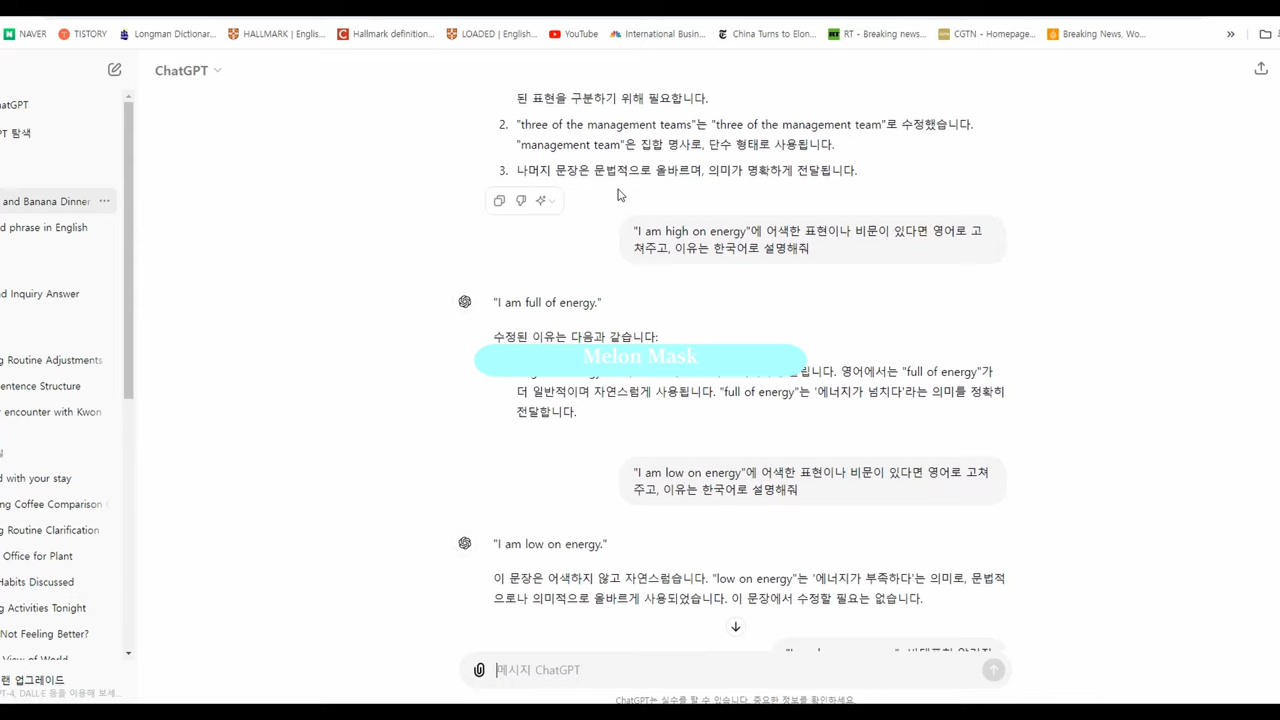 NAVER
TISTORY
Longman Dictionar...
HALLMARK | Englis...
Hallmark definition...
LOADED | English...
YouTube
International Busin...
China Turns to Elon...
RT - Breaking news...
CGTN - Homepage...
Breaking News, Wo...
»
ChatGPT
atGPT
PT 탐색
and Banana Dinner ...
d phrase in English
nd Inquiry Answer
ng Routine Adjustments
entence Structure
encounter with Kwon
d with your stay
ing Coffee Comparison
ng Routine Clarification
Office for Plant
Habits Discussed
ng Activities Tonight
Not Feeling Better?
View of World
랜 업그레이드
PT-4, DALL·E 등을 이용해 보세...
된 표현을 구분하기 위해 필요합니다.
2. "three of the management teams"는 "three of the management team"로 수정했습니다.
"management team"은 집합 명사로, 단수 형태로 사용됩니다.
3. 나머지 문장은 문법적으로 올바르며, 의미가 명확하게 전달됩니다.
"I am high on energy"에 어색한 표현이나 비문이 있다면 영어로 고
쳐주고, 이유는 한국어로 설명해줘
"I am full of energy."
수정된 이유는 다음과 같습니다:
Melon Mask
립니다. 영어에서는 "full of energy"가
더 일반적이며 자연스럽게 사용됩니다. "full of energy"는 '에너지가 넘치다'라는 의미를 정확히
전달합니다.
"I am low on energy"에 어색한 표현이나 비문이 있다면 영어로 고쳐
주고, 이유는 한국어로 설명해줘
"I am low on energy."
이 문장은 어색하지 않고 자연스럽습니다. "low on energy"는 '에너지가 부족하다'는 의미로, 문법적
으로나 의미적으로 올바르게 사용되었습니다. 이 문장에서 수정할 필요는 없습니다.
메시지 ChatGPT
ChatGPT는 실수를 할 수 있습니다. 중요한 정보를 확인하세요.